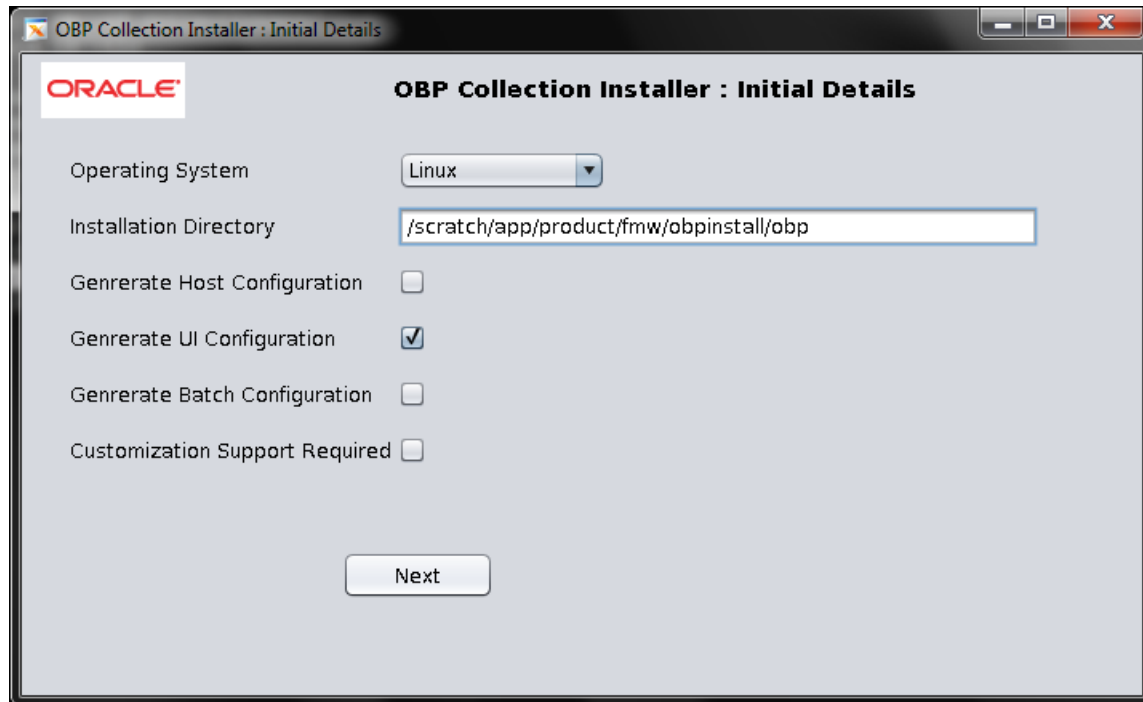 OBP Collection Installer : Initial Details
ORACLE®
OBP Collection Installer : Initial Details
Operating System
Linux
Installation Directory
/scratch/app/product/fmw/obpinstall/obp
Genrerate Host Configuration
Genrerate UI Configuration
Genrerate Batch Configuration
Customization Support Required
Next